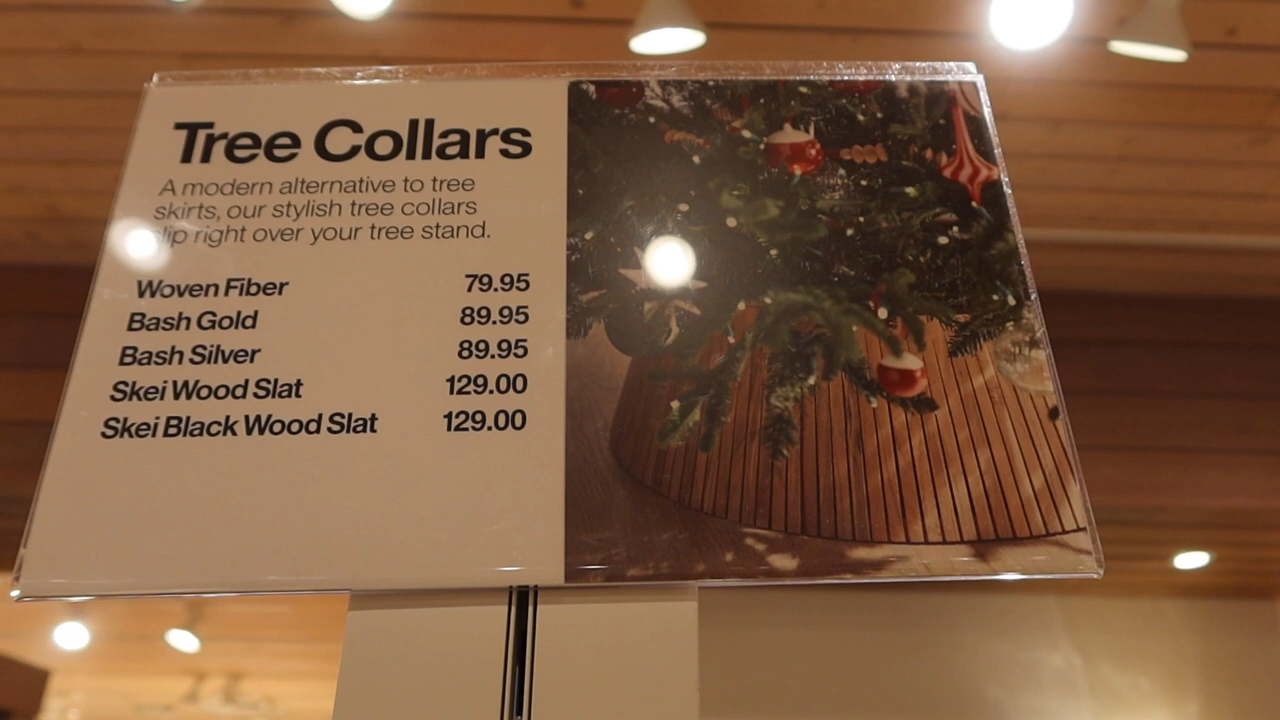 Tree Collars
A modern alternative to tree
skirts, our stylish tree collars
slip right over your tree stand.
Woven Fiber 79.95
Bash Gold 89.95
Bash Silver 89.95
Skei Wood Slat 129.00
Skei Black Wood Slat 129.00